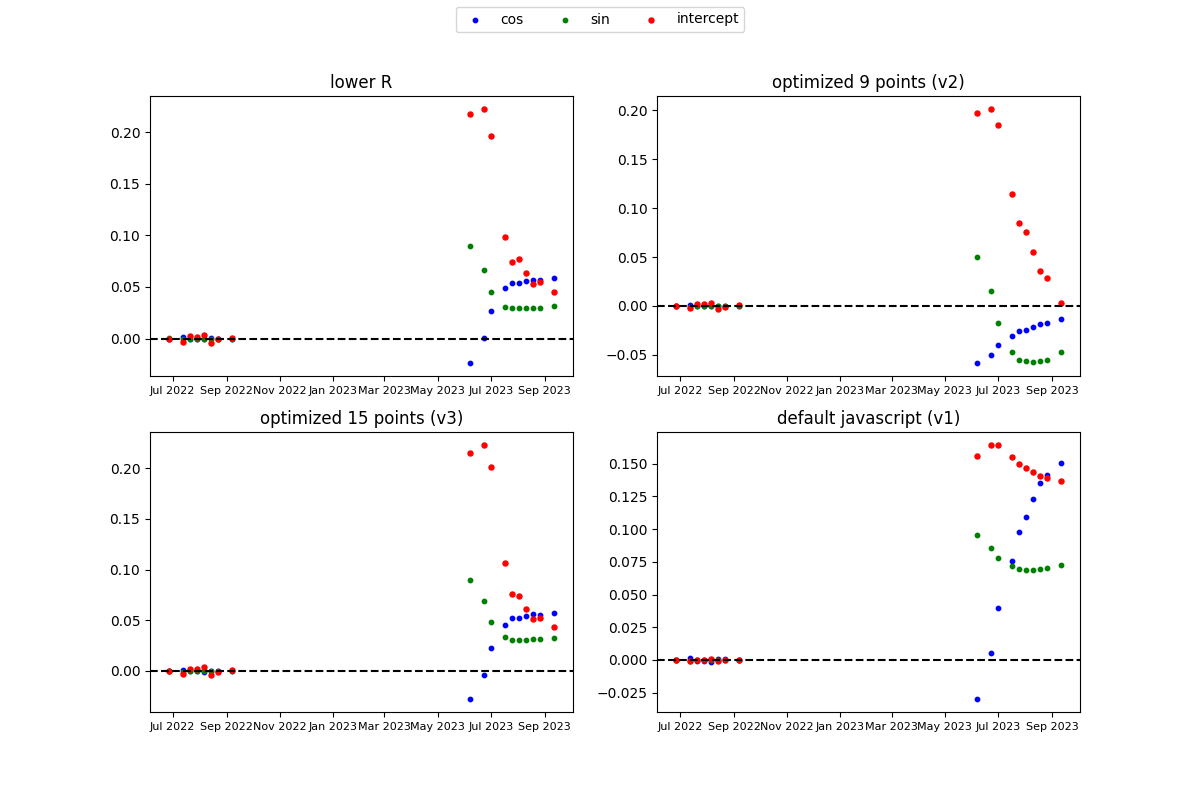 cos sin intercept
lower R
0.20
0.15
0.10
0.05
0.00
Jul 2022 Sep 2022 Nov 2022 Jan 2023 Mar 2023 May 2023 Jul 2023 Sep 2023
optimized 9 points (v2)
0.20
0.15
0.10
0.05
0.00
−0.05
Jul 2022 Sep 2022 Nov 2022 Jan 2023 Mar 2023 May 2023 Jul 2023 Sep 2023
optimized 15 points (v3)
0.20
0.15
0.10
0.05
0.00
Jul 2022 Sep 2022 Nov 2022 Jan 2023 Mar 2023 May 2023 Jul 2023 Sep 2023
default javascript (v1)
0.150
0.125
0.100
0.075
0.050
0.025
0.000
−0.025
Jul 2022 Sep 2022 Nov 2022 Jan 2023 Mar 2023 May 2023 Jul 2023 Sep 2023